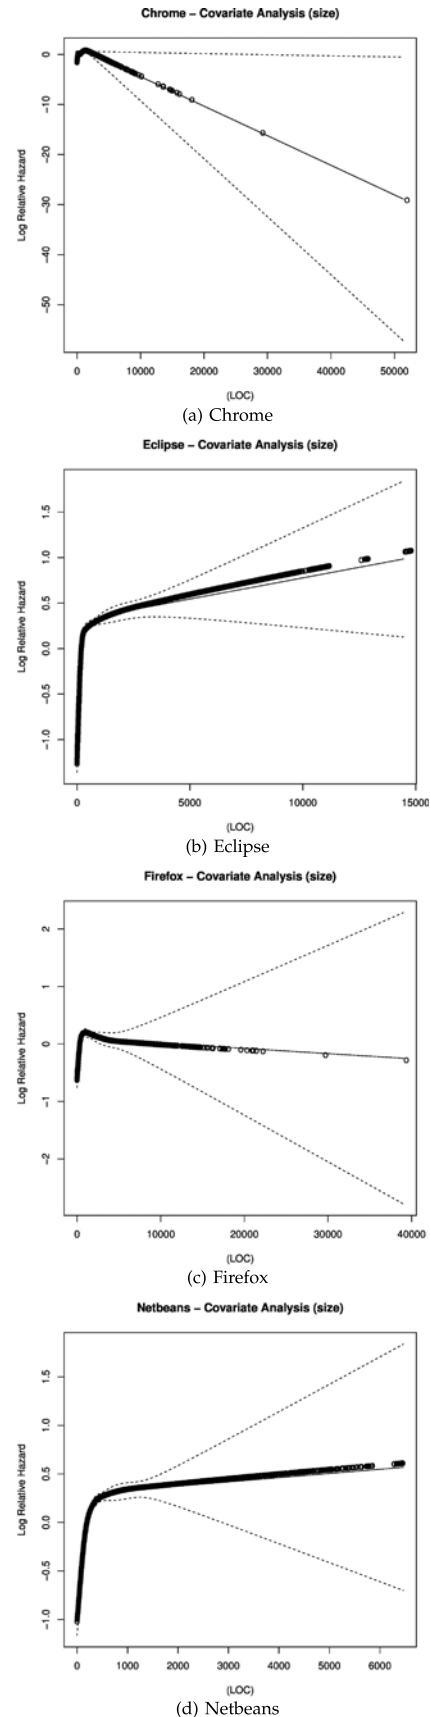 Chrome – Covariate Analysis (size)
Log Relative Hazard
0
-10
-20
-30
-40
-50
0 10000 20000 30000 40000 50000
(LOC)
(a) Chrome
Eclipse – Covariate Analysis (size)
Log Relative Hazard
1.5
1.0
0.5
0.0
-0.5
-1.0
0 5000 10000 15000
(LOC)
(b) Eclipse
Firefox – Covariate Analysis (size)
Log Relative Hazard
2
1
0
-1
-2
0 10000 20000 30000 40000
(LOC)
(c) Firefox
Netbeans – Covariate Analysis (size)
Log Relative Hazard
1.5
1.0
0.5
0.0
-0.5
-1.0
0 1000 2000 3000 4000 5000 6000
(LOC)
(d) Netbeans